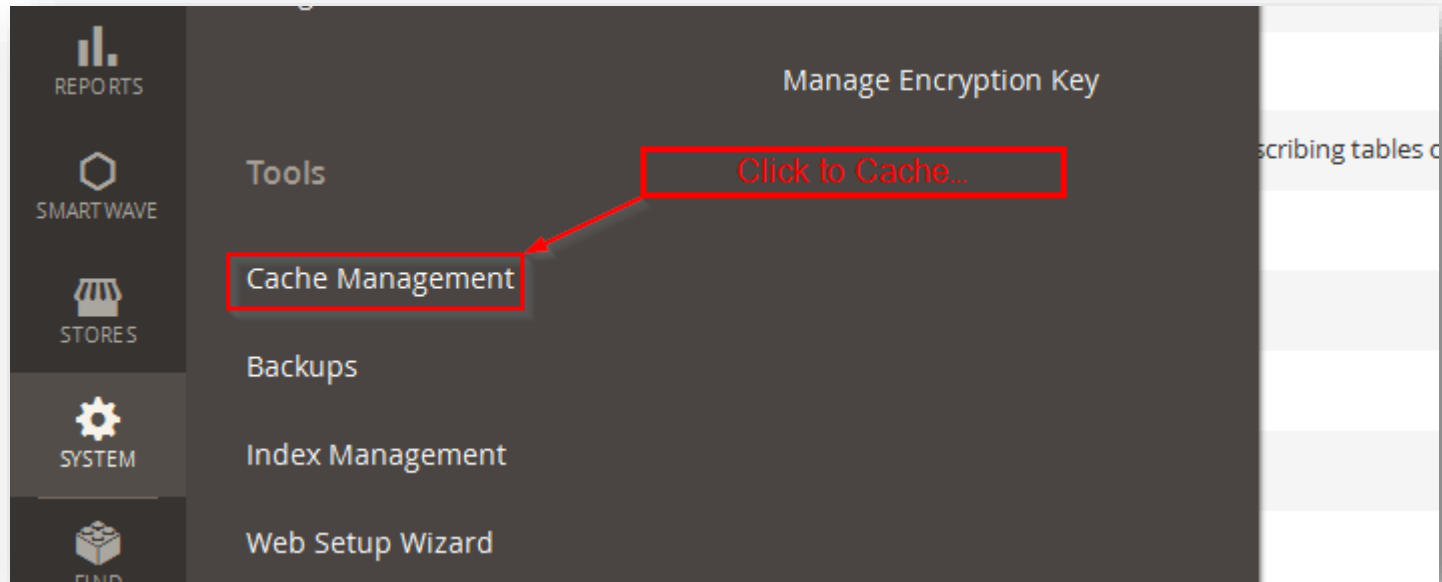 REPORTS
SMARTWAVE
STORES
SYSTEM
FIND
Manage Encryption Key
Tools
Click to Cache...
Cache Management
Backups
Index Management
Web Setup Wizard
scribing tables